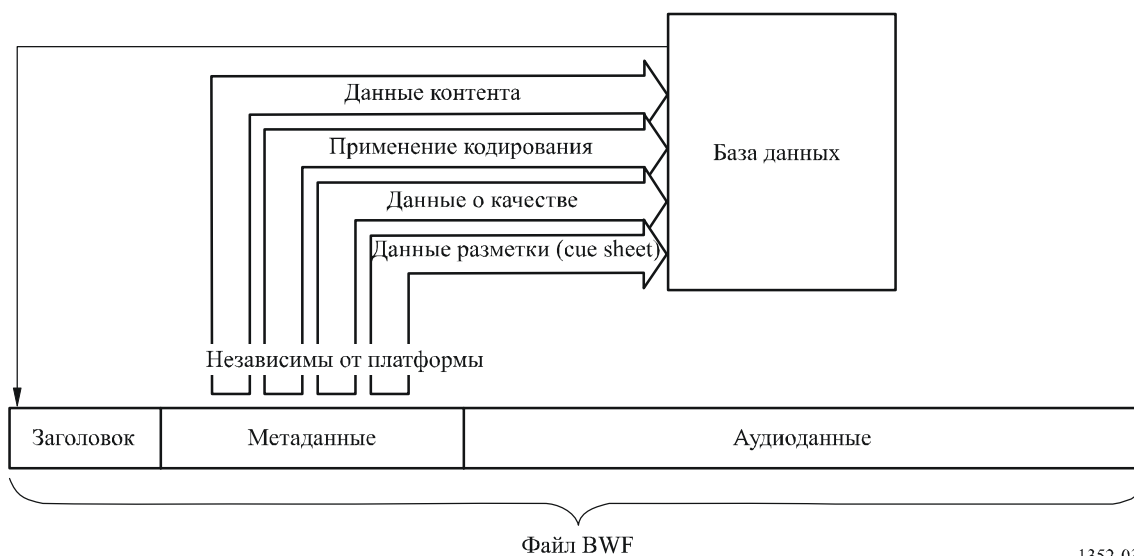 Данные контента
Применение кодирования
База данных
Данные о качестве
Данные разметки (cue sheet)
Независимы от платформы
Заголовок
Метаданные
Аудиоданные
Файл BWF